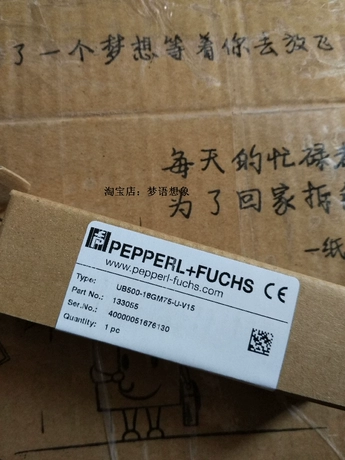 了一个梦想等着你去放飞
每天的忙碌
为了回家拆
一纸
淘宝店：梦语想象
PEPPERL+FUCHS CE
www.pepperl-fuchs.com
Type: UB500-18GM75-U-V15
Part No.: 133055
Ser.No.: 40000051676130
Quantity: 1 pc